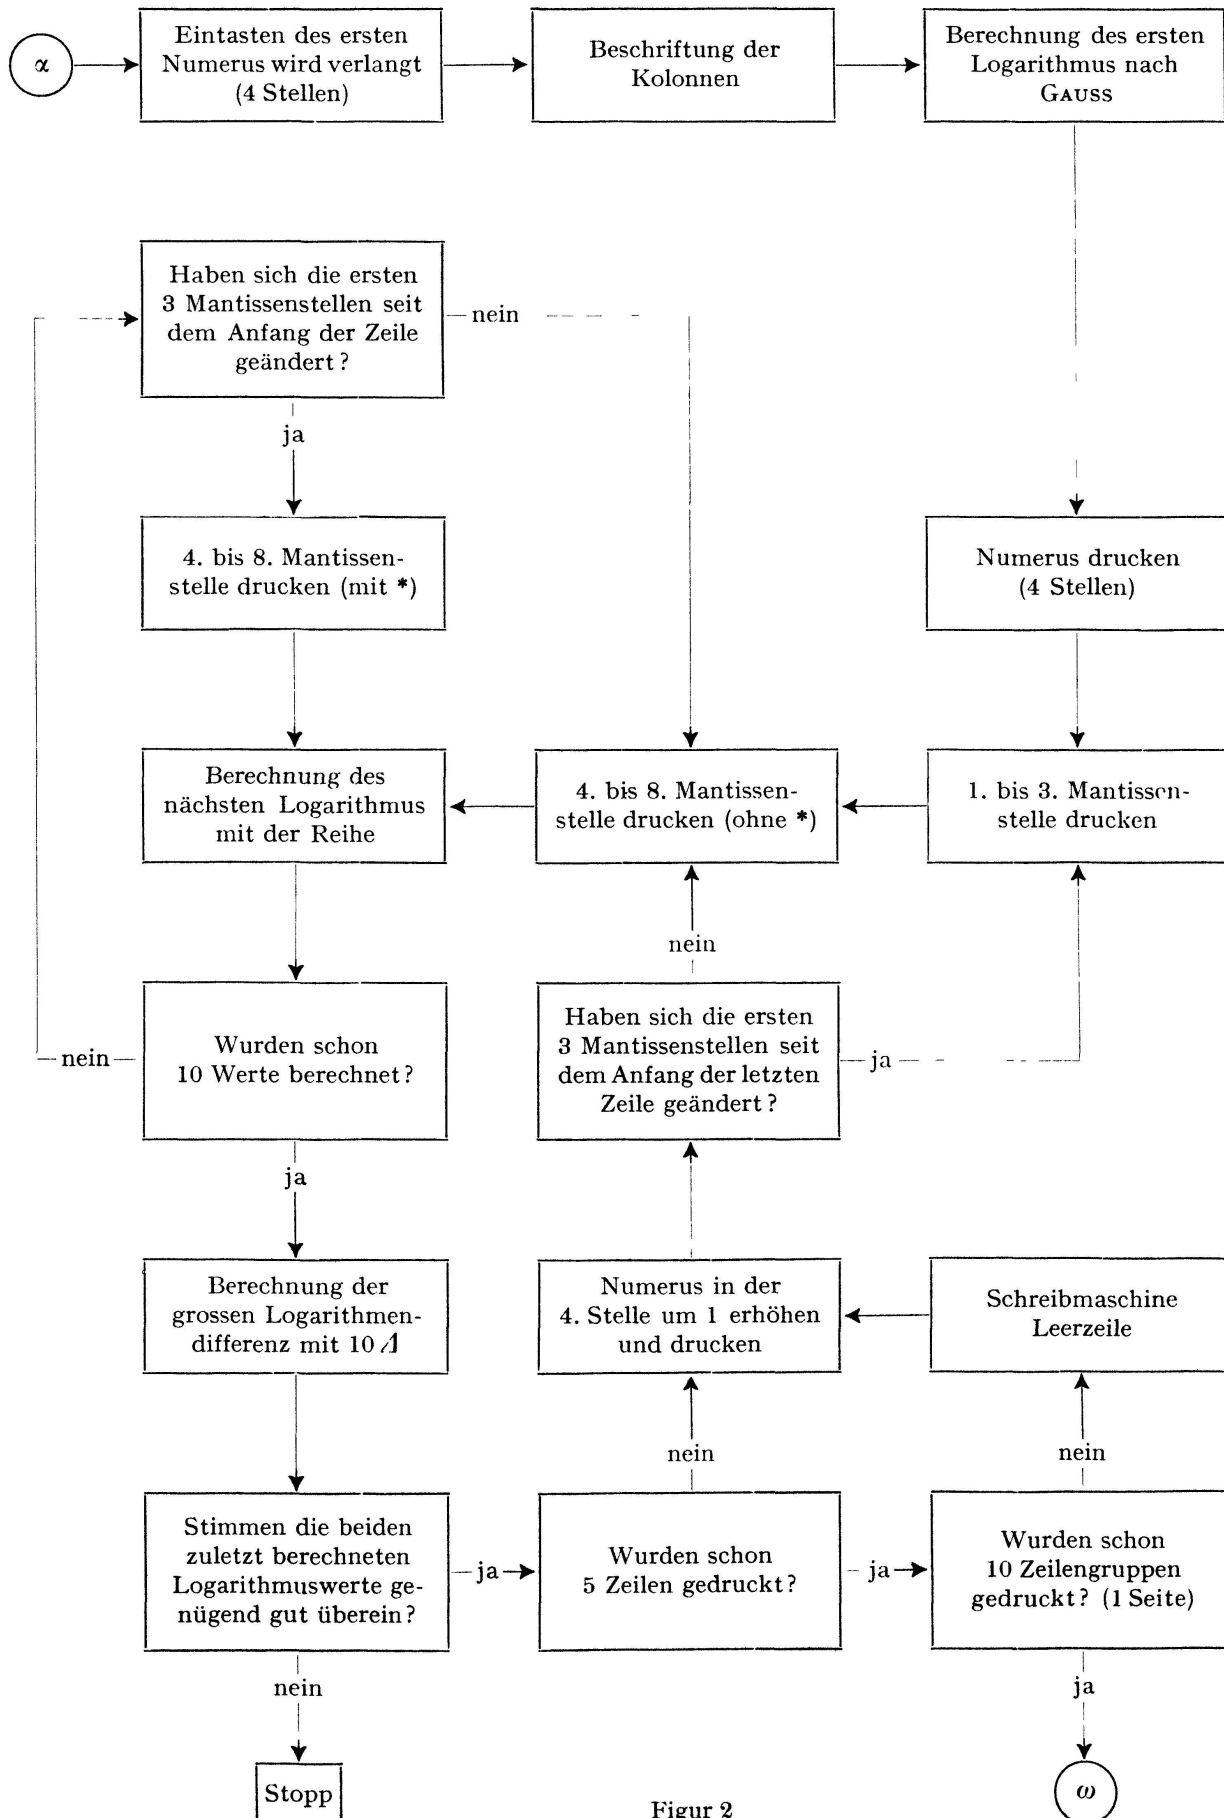 α
Eintasten des ersten
Numerus wird verlangt
(4 Stellen)
Beschriftung der
Kolonnen
Berechnung des ersten
Logarithmus nach
GAUSS
Haben sich die ersten
3 Mantissenstellen seit
dem Anfang der Zeile
geändert?
nein
ja
4. bis 8. Mantissen-
stelle drucken (mit *)
Numerus drucken
(4 Stellen)
Berechnung des
nächsten Logarithmus
mit der Reihe
4. bis 8. Mantissen-
stelle drucken (ohne *)
1. bis 3. Mantissen-
stelle drucken
nein
nein
Wurden schon
10 Werte berechnet?
Haben sich die ersten
3 Mantissenstellen seit
dem Anfang der letzten
Zeile geändert?
ja
ja
Berechnung der
grossen Logarithmen-
differenz mit 10 Δ
Numerus in der
4. Stelle um 1 erhöhen
und drucken
Schreibmaschine
Leerzeile
nein
nein
Stimmen die beiden
zuletzt berechneten
Logarithmuswerte ge-
nügend gut überein?
ja
Wurden schon
5 Zeilen gedruckt?
ja
Wurden schon
10 Zeilengruppen
gedruckt? (1 Seite)
nein
ja
Stopp
ω
Figur 2